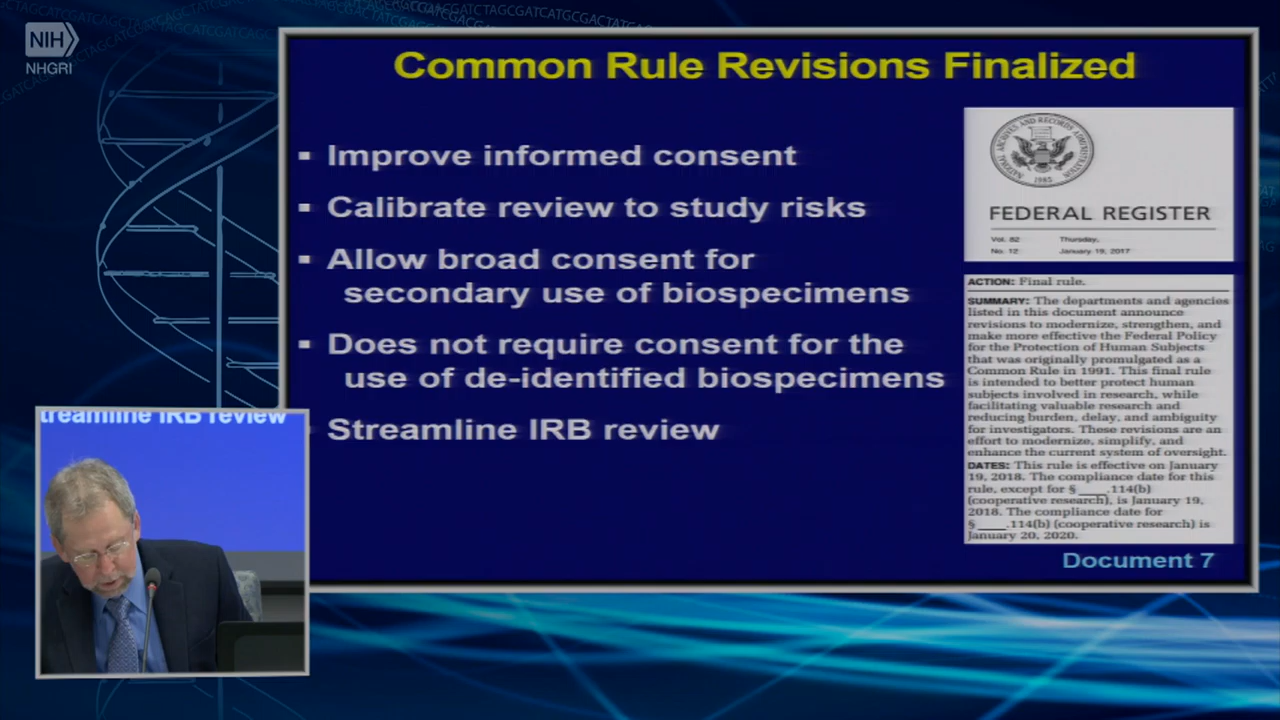 NIH
NHGRI
Common Rule Revisions Finalized
▪ Improve informed consent
▪ Calibrate review to study risks
▪ Allow broad consent for
secondary use of biospecimens
▪ Does not require consent for the
use of de-identified biospecimens
Streamline IRB review
NATIONAL ARCHIVES AND RECORDS ADMINISTRATION
1985
FEDERAL REGISTER
Vol. 82 Thursday,
No. 12 January 19, 2017
ACTION: Final rule.
SUMMARY: The departments and agencies
listed in this document announce
revisions to modernize, strengthen, and
make more effective the Federal Policy
for the Protection of Human Subjects
that was originally promulgated as a
Common Rule in 1991. This final rule
is intended to better protect human
subjects involved in research, while
facilitating valuable research and
reducing burden, delay, and ambiguity
for investigators. These revisions are an
effort to modernize, simplify, and
enhance the current system of oversight.
DATES: This rule is effective on January
19, 2018. The compliance date for this
rule, except for § ____.114(b)
(cooperative research), is January 19,
2018. The compliance date for
§ ____.114(b) (cooperative research) is
January 20, 2020.
Document 7
treamline IRB review